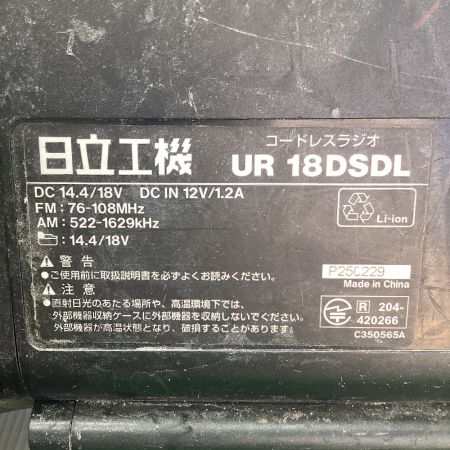 コードレスラジオ
日立工機 UR 18DSDL
DC 14.4/18V DC IN 12V/1.2A
FM : 76-108MHz
AM : 522-1629kHz
: 14.4/18V
Li-ion
警告
●ご使用前に取扱説明書を必ずよくお読みください。
注意
●直射日光のあたる場所や、高温環境下では、
外部機器収納ケースに外部機器を収納しないでください。
外部機器が高温状態となり、破損することがあります。
P250229
Made in China
R 204-
420266
C350565A